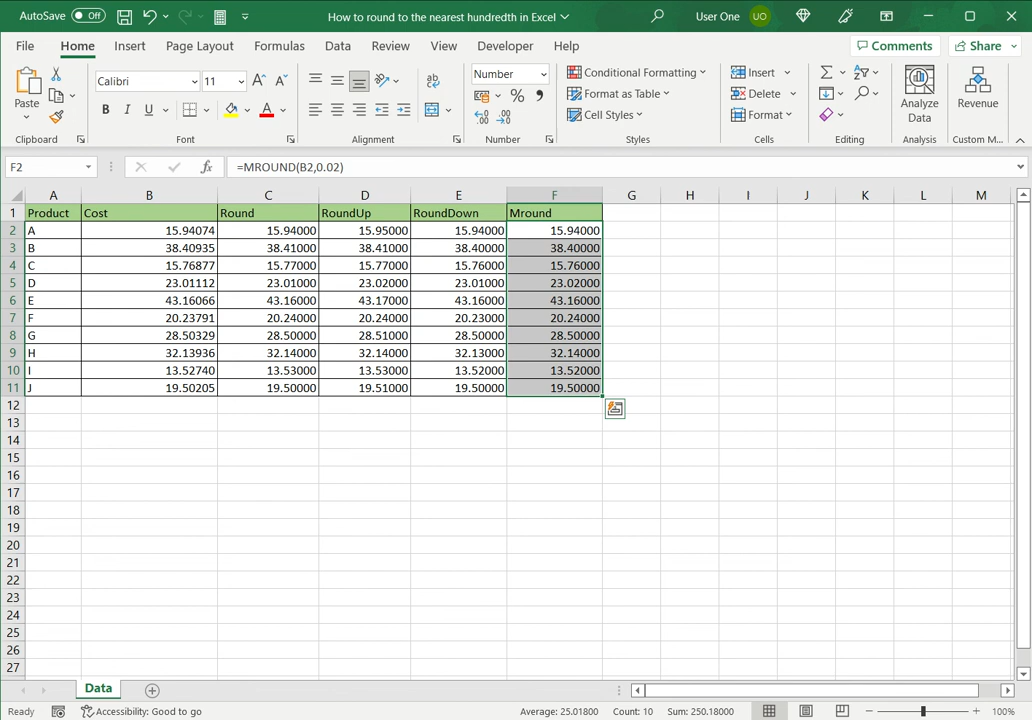 AutoSave Off How to round to the nearest hundredth in Excel User One UO
File Home Insert Page Layout Formulas Data Review View Developer Help Comments Share
Paste Calibri 11 A A ab Number Conditional Formatting Insert Σ Analyze Data Revenue
B I U A % 9 Format as Table Delete
Cell Styles Format
Clipboard Font Alignment Number Styles Cells Editing Analysis Custom M...
F2 fx =MROUND(B2,0.02)
A B C D E F G H I J K L M
1 Product Cost Round RoundUp RoundDown Mround
2 A 15.94074 15.94000 15.95000 15.94000 15.94000
3 B 38.40935 38.41000 38.41000 38.40000 38.40000
4 C 15.76877 15.77000 15.77000 15.76000 15.76000
5 D 23.01112 23.01000 23.02000 23.01000 23.02000
6 E 43.16066 43.16000 43.17000 43.16000 43.16000
7 F 20.23791 20.24000 20.24000 20.23000 20.24000
8 G 28.50329 28.50000 28.51000 28.50000 28.50000
9 H 32.13936 32.14000 32.14000 32.13000 32.14000
10 I 13.52740 13.53000 13.53000 13.52000 13.52000
11 J 19.50205 19.50000 19.51000 19.50000 19.50000
12
13
14
15
16
17
18
19
20
21
22
23
24
25
26
27
Data
Ready Accessibility: Good to go Average: 25.01800 Count: 10 Sum: 250.18000 100%